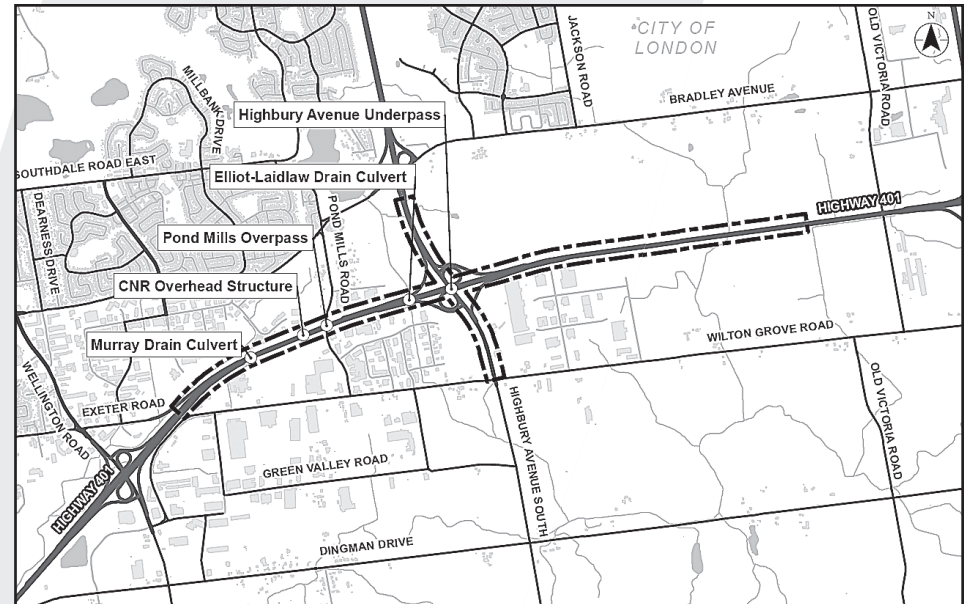 CITY OF
LONDON
N
JACKSON ROAD
OLD VICTORIA ROAD
BRADLEY AVENUE
MILLBANK DRIVE
Highbury Avenue Underpass
SOUTHDALE ROAD EAST
Elliot-Laidlaw Drain Culvert
DEARNESS DRIVE
POND MILLS ROAD
HIGHWAY 401
Pond Mills Overpass
CNR Overhead Structure
Murray Drain Culvert
WILTON GROVE ROAD
WELLINGTON ROAD
EXETER ROAD
OLD VICTORIA ROAD
HIGHBURY AVENUE SOUTH
GREEN VALLEY ROAD
HIGHWAY 401
DINGMAN DRIVE